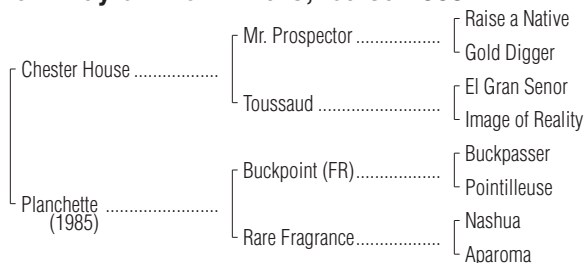 Raise a Native
Mr. Prospector ....................
Gold Digger
Chester House ....................
El Gran Senor
Toussaud .............................
Image of Reality
Buckpasser
Buckpoint (FR)....................
Pointilleuse
Planchette ..........................
(1985)
Nashua
Rare Fragrance....................
Aparoma